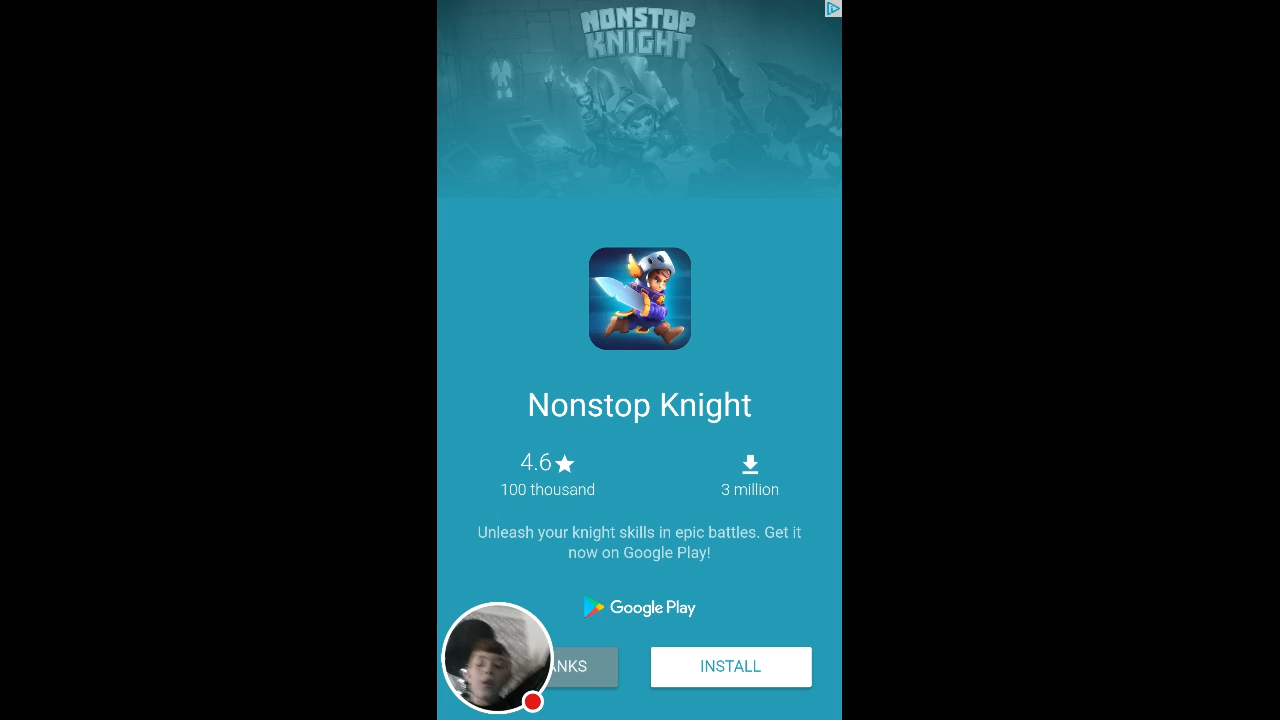 NONSTOP
KNIGHT
Nonstop Knight
4.6
100 thousand
3 million
Unleash your knight skills in epic battles. Get it
now on Google Play!
Google Play
ANKS
INSTALL